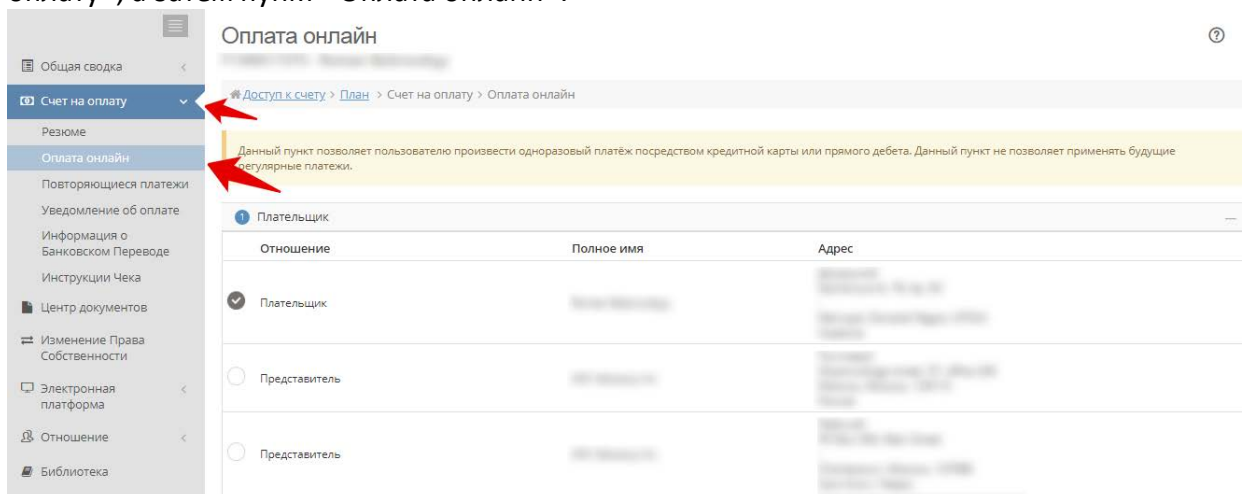 оплату", а затем пункт "Оплата онлайн".
Оплата онлайн
Общая сводка
Счет на оплату
Резюме
Оплата онлайн
Повторяющиеся платежи
Уведомление об оплате
Информация о
Банковском Переводе
Инструкции Чека
Центр документов
Изменение Права
Собственности
Электронная
платформа
Отношение
Библиотека
Доступ к счету > План > Счет на оплату > Оплата онлайн
Данный пункт позволяет пользователю произвести одноразовый платёж посредством кредитной карты или прямого дебета. Данный пункт не позволяет применять будущие
регулярные платежи.
1 Плательщик
Отношение Полное имя Адрес
Плательщик
Представитель
Представитель